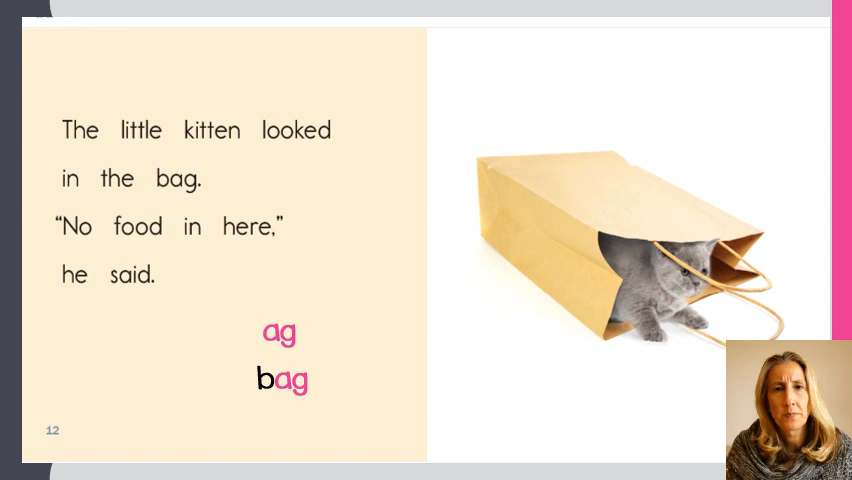 The little kitten looked
in the bag.
“No food in here,”
he said.
ag
bag
12